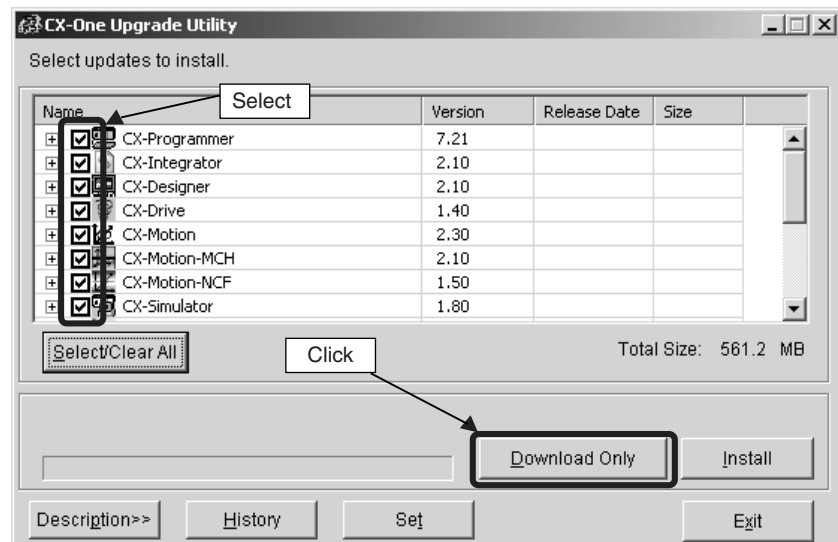 CX-One Upgrade Utility
Select updates to install.
Select
Name Version Release Date Size
CX-Programmer 7.21
CX-Integrator 2.10
CX-Designer 2.10
CX-Drive 1.40
CX-Motion 2.30
CX-Motion-MCH 2.10
CX-Motion-NCF 1.50
CX-Simulator 1.80
Select/Clear All
Click
Total Size: 561.2 MB
Download Only
Install
Description>>
History
Set
Exit